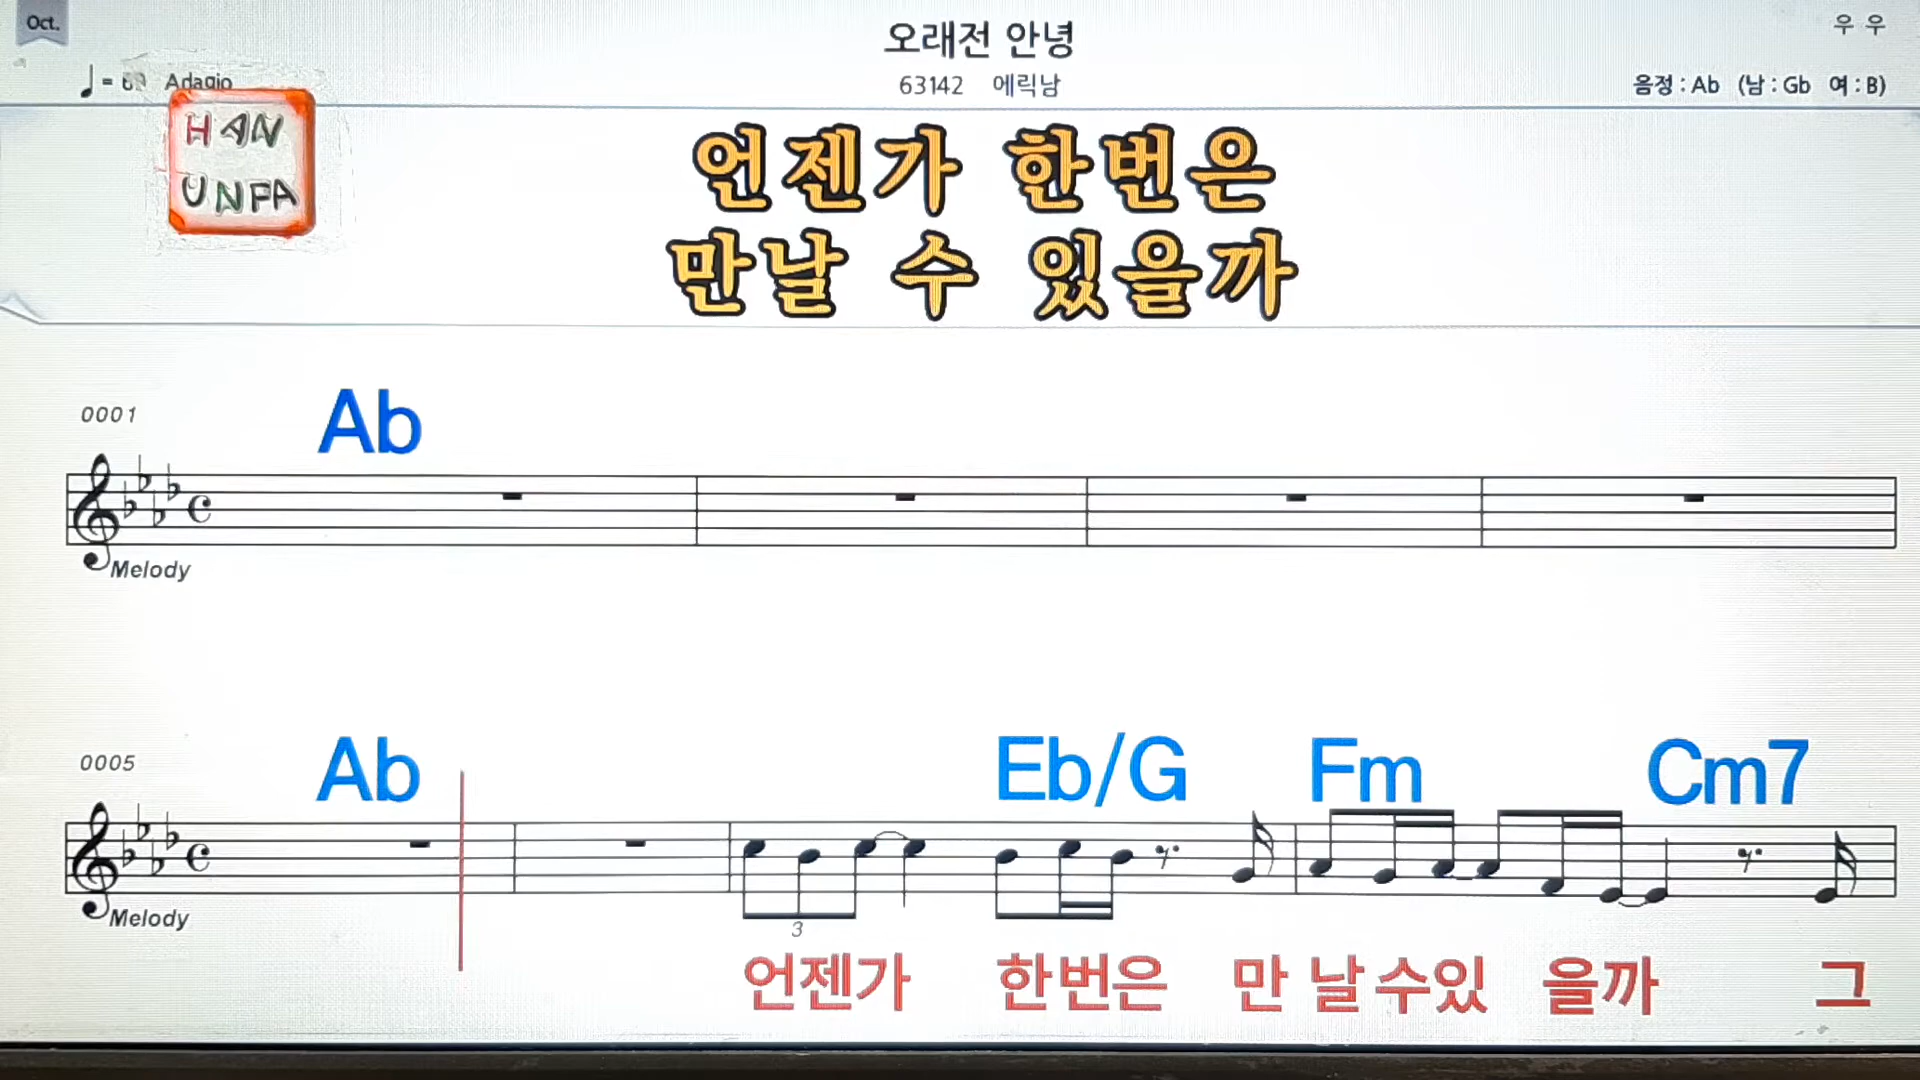 Oct.
오래전 안녕
우 우
Adagio
63142 에릭남
음정 : Ab (남 : Gb 여 : B)
HAN
UNFA
언젠가 한번은
만날 수 있을까
0001
Ab
Melody
0005
Ab Eb/G Fm Cm7
Melody
3
언젠가 한번은 만 날수있 을까 그